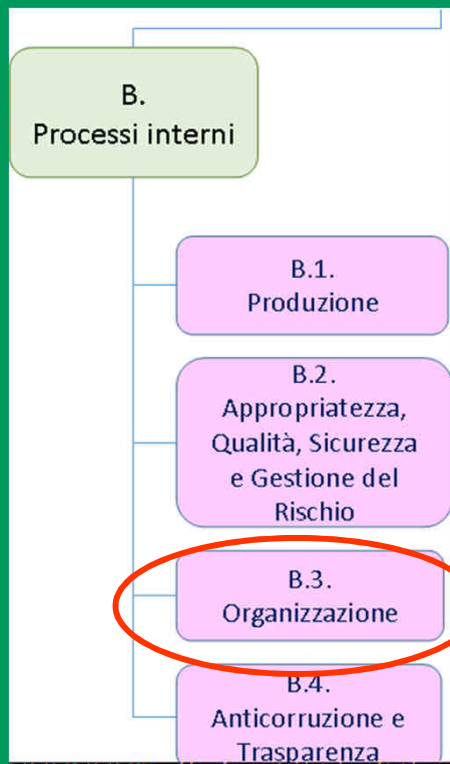 B.
Processi interni
B.1.
Produzione
B.2.
Appropriatezza,
Qualità, Sicurezza
e Gestione del
Rischio
B.3.
Organizzazione
B.4.
Anticorruzione e
Trasparenza